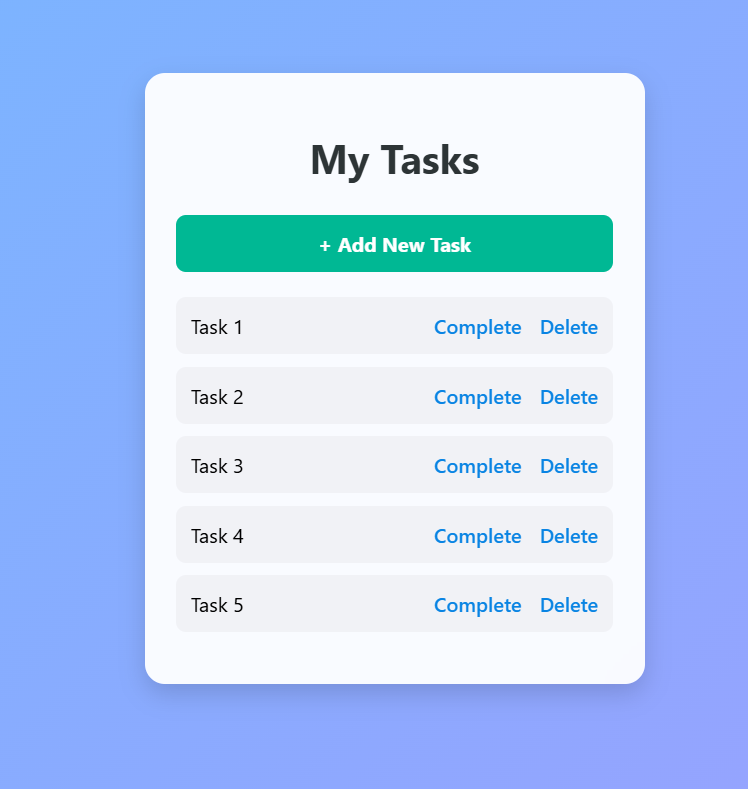 My Tasks
+ Add New Task
Task 1 Complete Delete
Task 2 Complete Delete
Task 3 Complete Delete
Task 4 Complete Delete
Task 5 Complete Delete